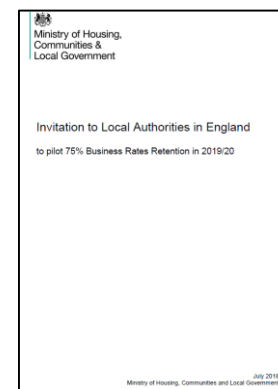 Ministry of Housing,
Communities &
Local Government
Invitation to Local Authorities in England
to pilot 75% Business Rates Retention in 2019/20
July 2018
Ministry of Housing, Communities and Local Government